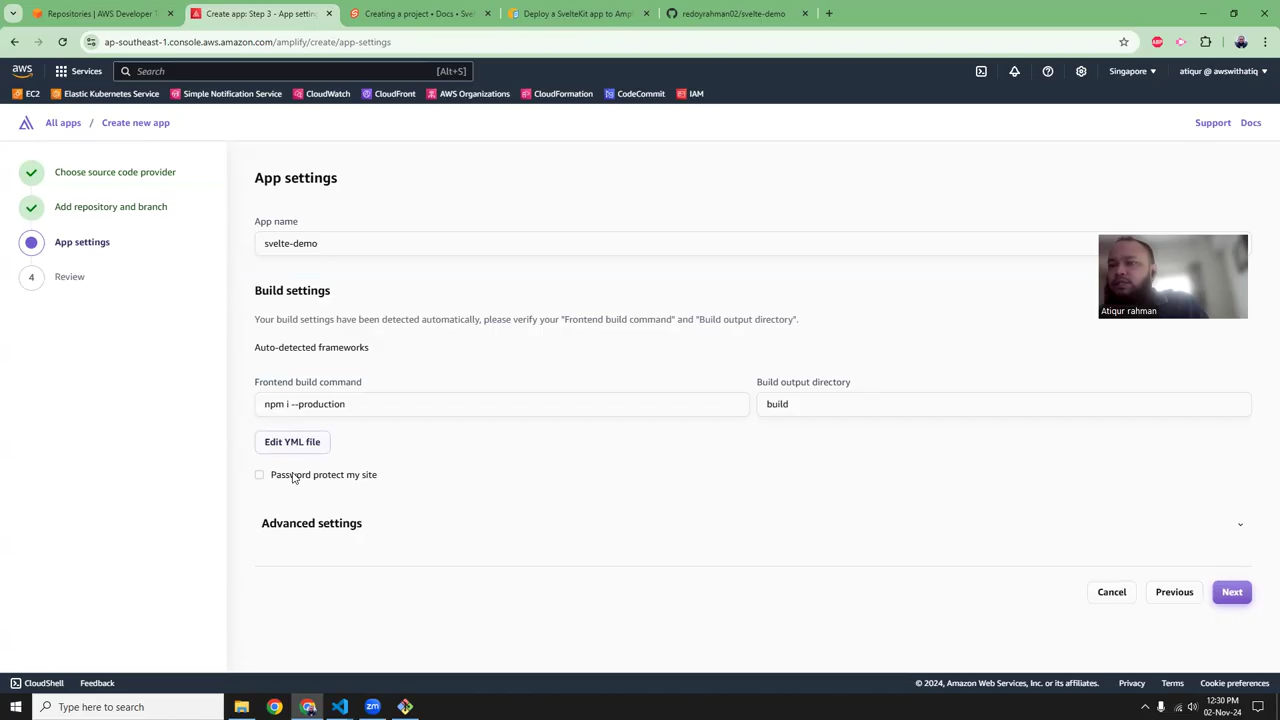 Repositories | AWS Developer T
Create app: Step 3 - App settin
Creating a project • Docs • Sve
Deploy a SvelteKit app to Amp
redoyrahman02/svelte-demo
ap-southeast-1.console.aws.amazon.com/amplify/create/app-settings
aws
Services
Search
[Alt+S]
Singapore
atiqur @ awswithatiq
EC2
Elastic Kubernetes Service
Simple Notification Service
CloudWatch
CloudFront
AWS Organizations
CloudFormation
CodeCommit
IAM
All apps / Create new app
Support
Docs
Choose source code provider
Add repository and branch
App settings
4 Review
App settings
App name
svelte-demo
Atiqur rahman
Build settings
Your build settings have been detected automatically, please verify your "Frontend build command" and "Build output directory".
Auto-detected frameworks
Frontend build command
Build output directory
npm i --production
build
Edit YML file
Password protect my site
Advanced settings
Cancel
Previous
Next
CloudShell
Feedback
© 2024, Amazon Web Services, Inc. or its affiliates.
Privacy
Terms
Cookie preferences
Type here to search
12:30 PM
02-Nov-24